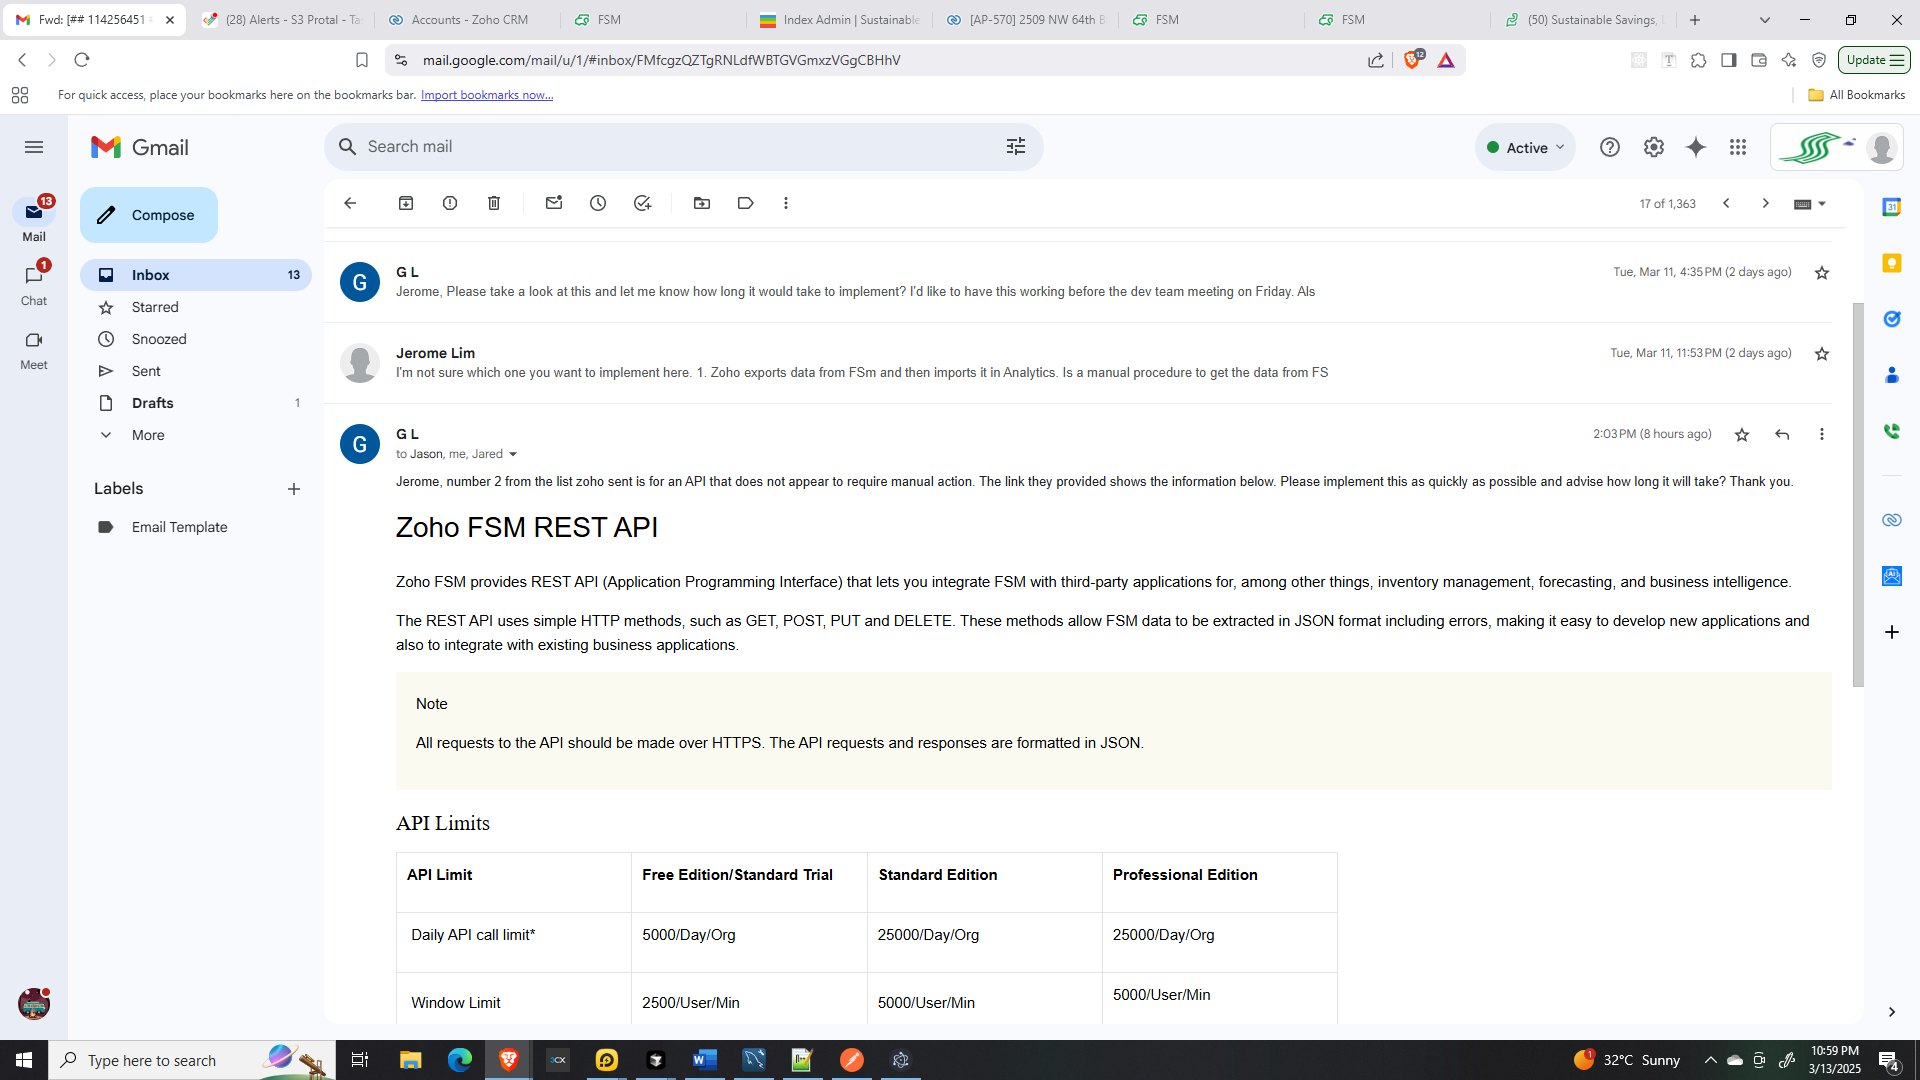 Fwd: [## 114256451
(28) Alerts - S3 Protal - Ta
Accounts - Zoho CRM
FSM
Index Admin | Sustainable
[AP-570] 2509 NW 64th B
FSM
FSM
(50) Sustainable Savings,
mail.google.com/mail/u/1/#inbox/FMfcgzQZTgRNLdfWBTGVGmxzVGgCBHhV
12
Update
For quick access, place your bookmarks here on the bookmarks bar. Import bookmarks now...
All Bookmarks
Gmail
Search mail
Active
13
Mail
Compose
17 of 1,363
31
1
Chat
Meet
Inbox 13
Starred
Snoozed
Sent
Drafts 1
More
Labels
Email Template
G
G L
Tue, Mar 11, 4:35 PM (2 days ago)
Jerome, Please take a look at this and let me know how long it would take to implement? I'd like to have this working before the dev team meeting on Friday. Als
Jerome Lim
Tue, Mar 11, 11:53 PM (2 days ago)
I'm not sure which one you want to implement here. 1. Zoho exports data from FSm and then imports it in Analytics. Is a manual procedure to get the data from FS
G
G L
2:03 PM (8 hours ago)
to Jason, me, Jared
Jerome, number 2 from the list zoho sent is for an API that does not appear to require manual action. The link they provided shows the information below. Please implement this as quickly as possible and advise how long it will take? Thank you.
Zoho FSM REST API
Zoho FSM provides REST API (Application Programming Interface) that lets you integrate FSM with third-party applications for, among other things, inventory management, forecasting, and business intelligence.
The REST API uses simple HTTP methods, such as GET, POST, PUT and DELETE. These methods allow FSM data to be extracted in JSON format including errors, making it easy to develop new applications and
also to integrate with existing business applications.
Note
All requests to the API should be made over HTTPS. The API requests and responses are formatted in JSON.
API Limits
API Limit Free Edition/Standard Trial Standard Edition Professional Edition
Daily API call limit* 5000/Day/Org 25000/Day/Org 25000/Day/Org
Window Limit 2500/User/Min 5000/User/Min 5000/User/Min
Type here to search
1
32°C Sunny
10:59 PM
3/13/2025
4